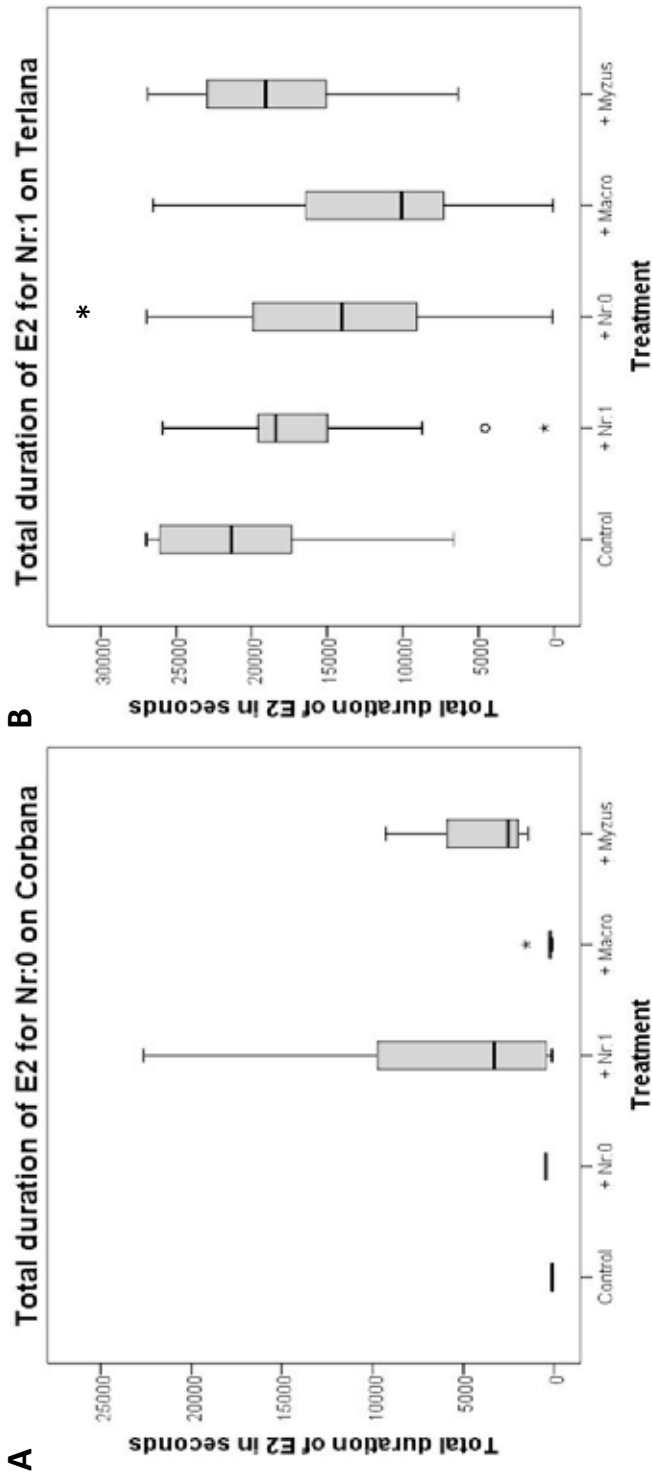 A
Total duration of E2 for Nr:0 on Corbana
Total duration of E2 in seconds
25000
20000
15000
10000
5000
0
Control
+ Nr:0
+ Nr:1
+ Macro
+ Myzus
*
Treatment
B
Total duration of E2 for Nr:1 on Terlana
Total duration of E2 in seconds
30000
25000
20000
15000
10000
5000
0
*
*
Control
+ Nr:1
+ Nr:0
+ Macro
+ Myzus
Treatment